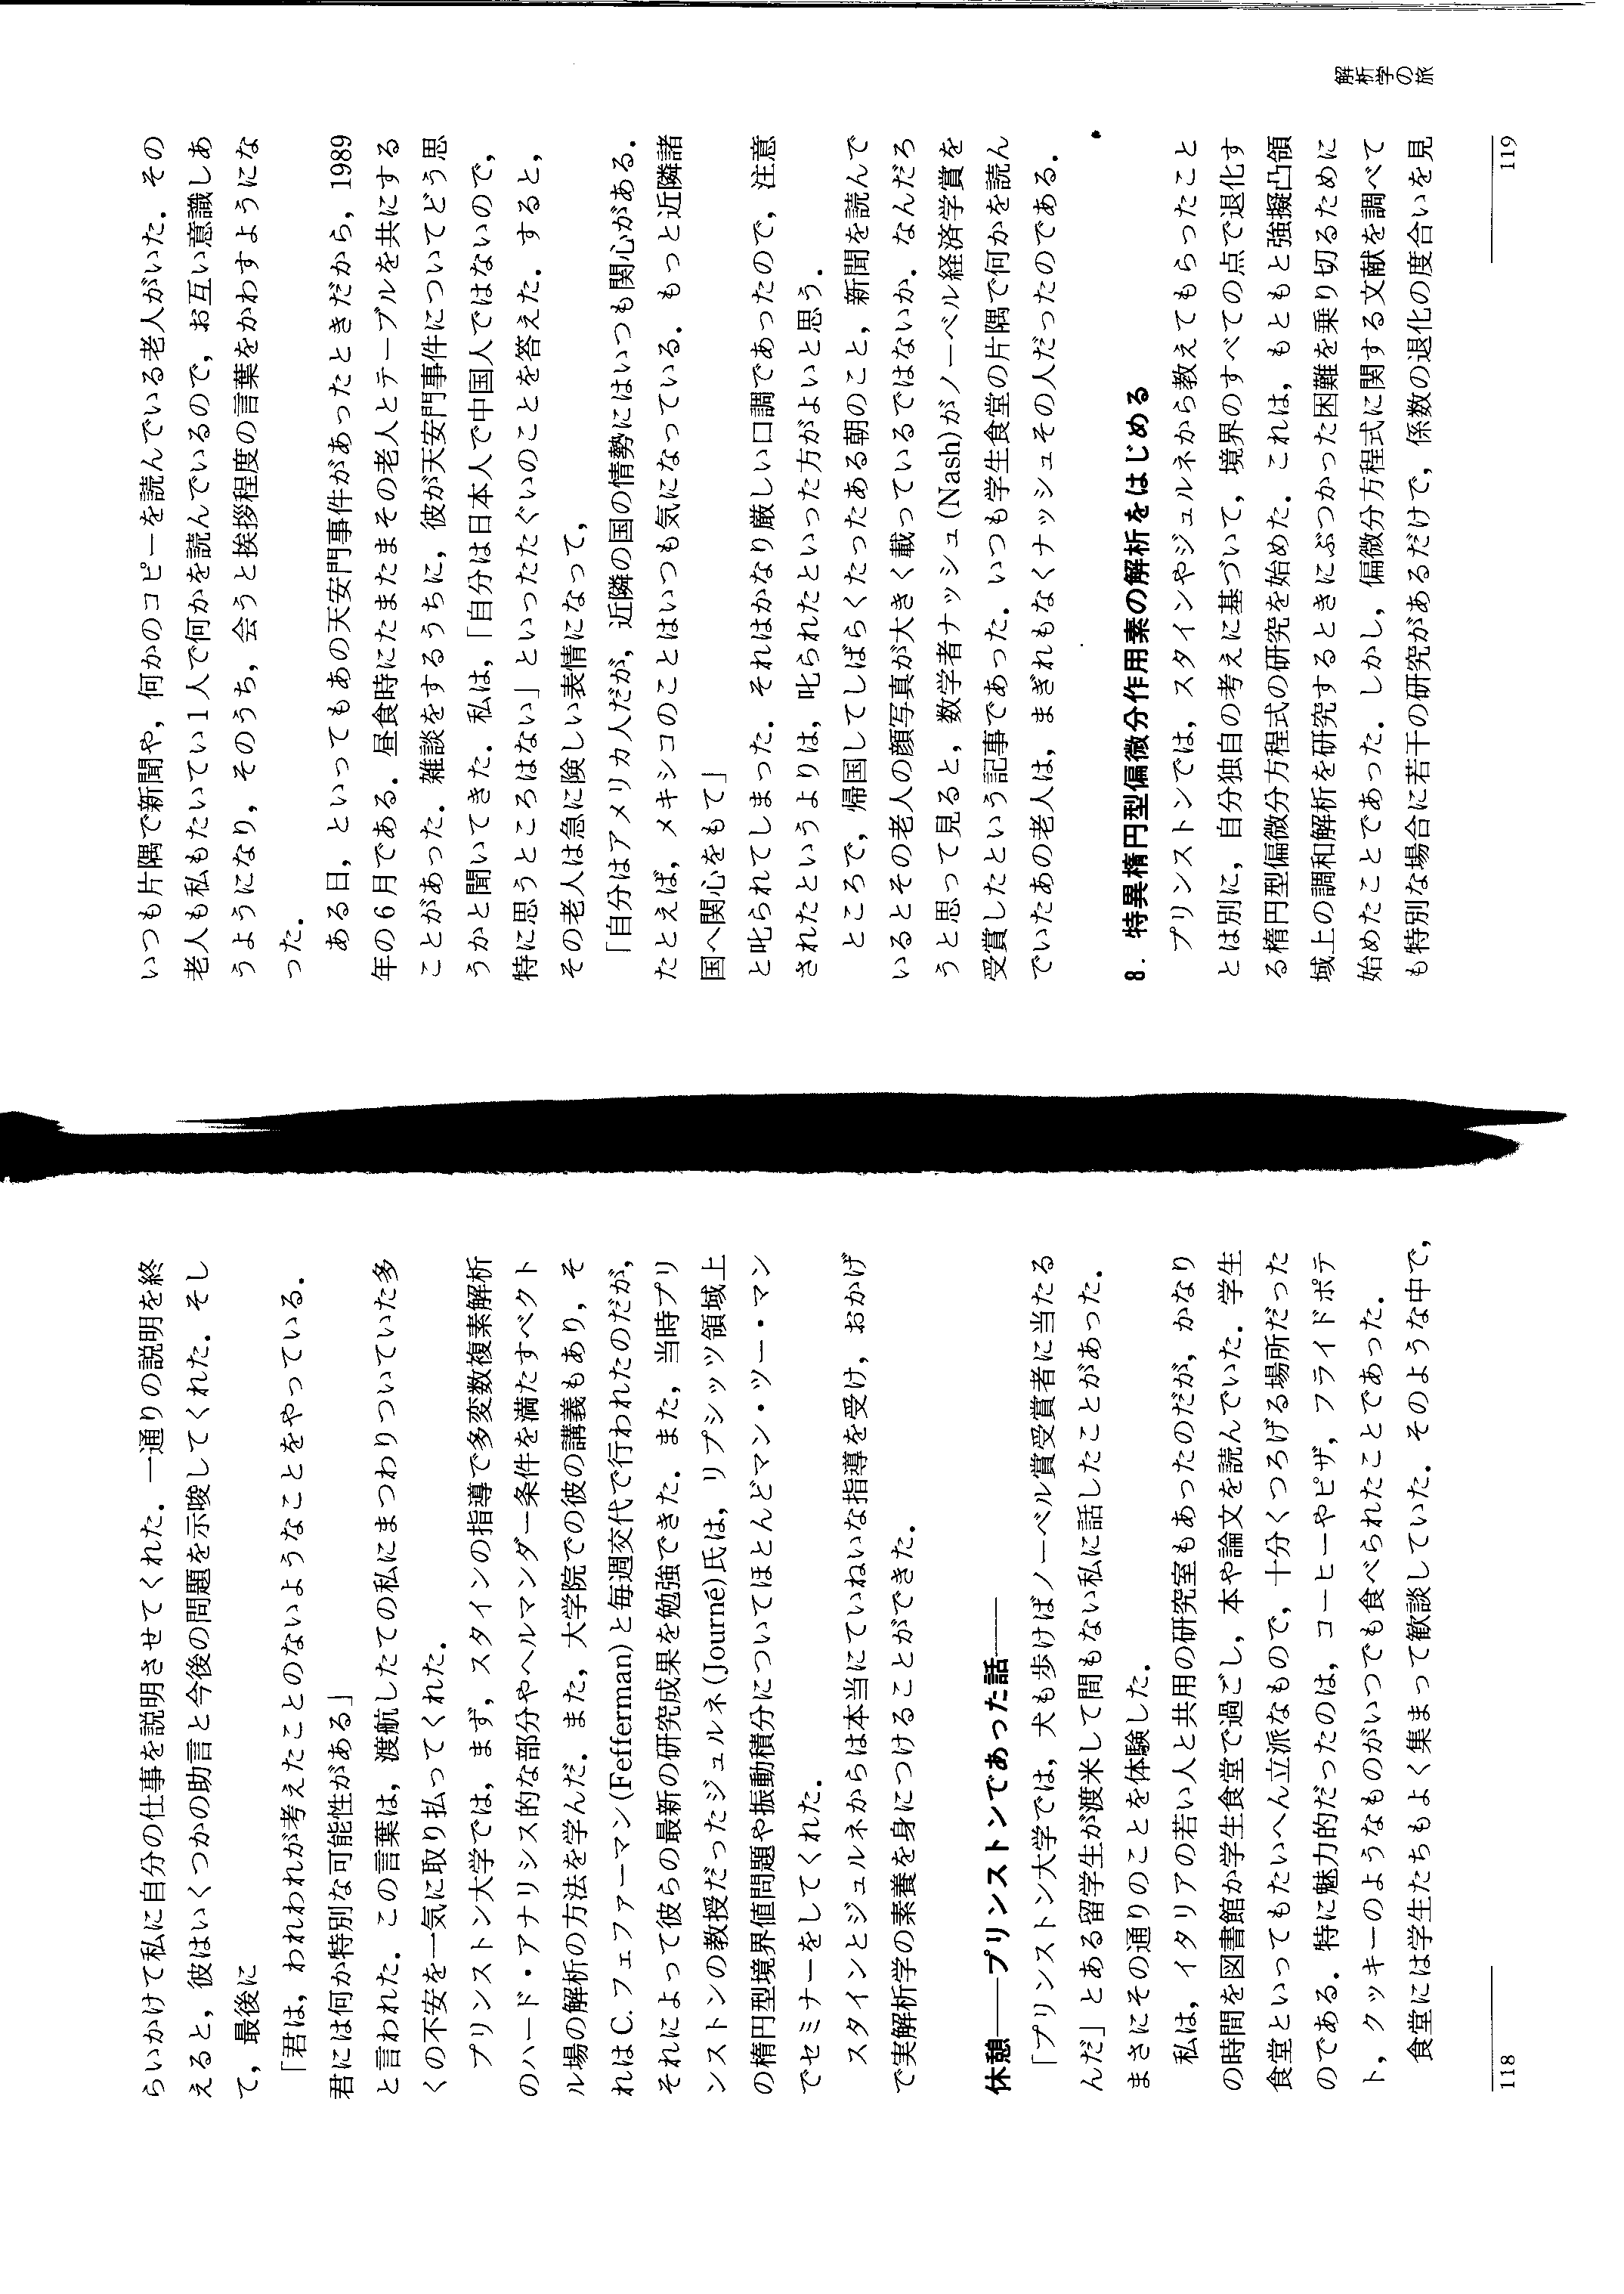 らいかけて私に自分の仕事を説明させてくれた．一通りの説明を終
えると，彼はいくつかの助言と今後の問題を示唆してくれた．そし
て，最後に
「君は，われわれが考えたことのないようなことをやっている．
君には何か特別な可能性がある」
と言われた．この言葉は，渡航したての私にまつわりついていた多
くの不安を一気に取り払ってくれた．
プリンストン大学では，まず，スタインの指導で多変数複素解析
のハード・アナリシス的な部分やヘルマンダー条件を満たすベクト
ル場の解析の方法を学んだ．また，大学院での彼の講義もあり，そ
れはC.フェファーマン(Fefferman)と毎週交代で行われたのだが，
それによって彼らの最新の研究成果を勉強できた．また，当時プリ
ンストンの教授だったジュルネ(Journé)氏は，リプシッツ領域上
の楕円型境界値問題や振動積分についてほとんどマン・ツー・マン
でセミナーをしてくれた．
スタインとジュルネからは本当にていねいな指導を受け，おかげ
で実解析学の素養を身につけることができた．
休憩——プリンストンであった話——
「プリンストン大学では，犬も歩けばノーベル賞受賞者に当たる
んだ」とある留学生が渡米して間もない私に話したことがあった．
まさにその通りのことを体験した．
私は，イタリアの若い人と共用の研究室もあったのだが，かなり
の時間を図書館か学生食堂で過ごし，本や論文を読んでいた．学生
食堂といってもたいへん立派なもので，十分くつろげる場所だった
のである．特に魅力的だったのは，コーヒーやピザ，フライドポテ
ト，クッキーのようなものがいつでも食べられたことであった．
食堂には学生たちもよく集まって歓談していた．そのような中で，
118
いつも片隅で新聞や，何かのコピーを読んでいる老人がいた．その
老人も私もたいてい1人で何かを読んでいるので，お互い意識しあ
うようになり，そのうち，会うと挨拶程度の言葉をかわすようにな
った．
ある日，といってもあの天安門事件があったときだから，1989
年の6月である．昼食時にたまたまその老人とテーブルを共にする
ことがあった．雑談をするうちに，彼が天安門事件についてどう思
うかと聞いてきた．私は，「自分は日本人で中国人ではないので，
特に思うところはない」といったたぐいのことを答えた．すると，
その老人は急に険しい表情になって，
「自分はアメリカ人だが，近隣の国の情勢にはいつも関心がある．
たとえば，メキシコのことはいつも気になっている．もっと近隣諸
国へ関心をもて」
と叱られてしまった．それはかなり厳しい口調であったので，注意
されたというよりは，叱られたといった方がよいと思う．
ところで，帰国してしばらくたったある朝のこと，新聞を読んで
いるとその老人の顔写真が大きく載っているではないか．なんだろ
うと思って見ると，数学者ナッシュ(Nash)がノーベル経済学賞を
受賞したという記事であった．いつも学生食堂の片隅で何かを読ん
でいたあの老人は，まぎれもなくナッシュその人だったのである．
8．特異楕円型偏微分作用素の解析をはじめる
プリンストンでは，スタインやジュルネから教えてもらったこと
とは別に，自分独自の考えに基づいて，境界のすべての点で退化す
る楕円型偏微分方程式の研究を始めた．これは，もともと強擬凸領
域上の調和解析を研究するときにぶつかった困難を乗り切るために
始めたことであった．しかし，偏微分方程式に関する文献を調べて
も特別な場合に若干の研究があるだけで，係数の退化の度合いを見
119
解析学の旅